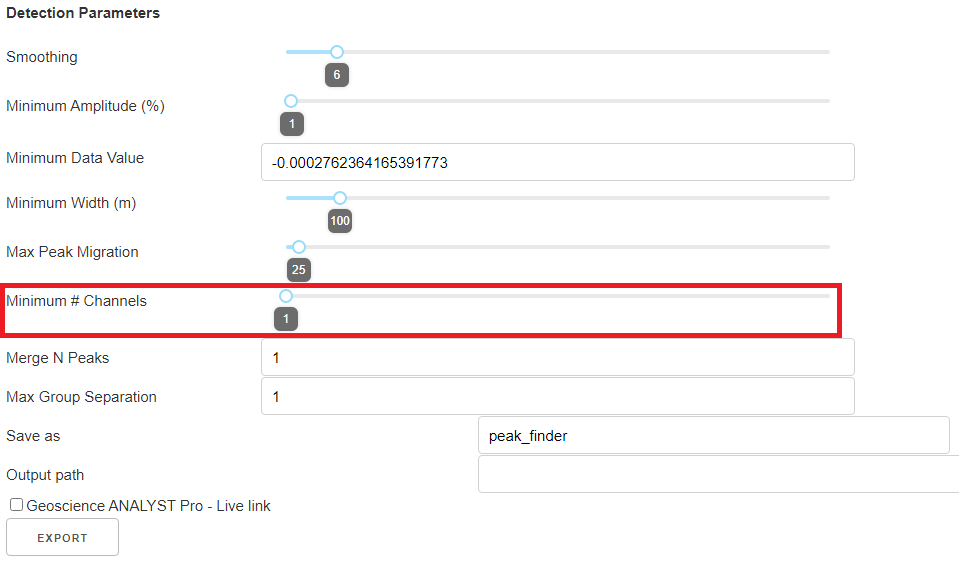 Detection Parameters
Smoothing
6
Minimum Amplitude (%)
1
Minimum Data Value -0.0002762364165391773
Minimum Width (m)
100
Max Peak Migration
25
Minimum # Channels
1
Merge N Peaks 1
Max Group Separation 1
Save as peak_finder
Output path
Geoscience ANALYST Pro - Live link
EXPORT